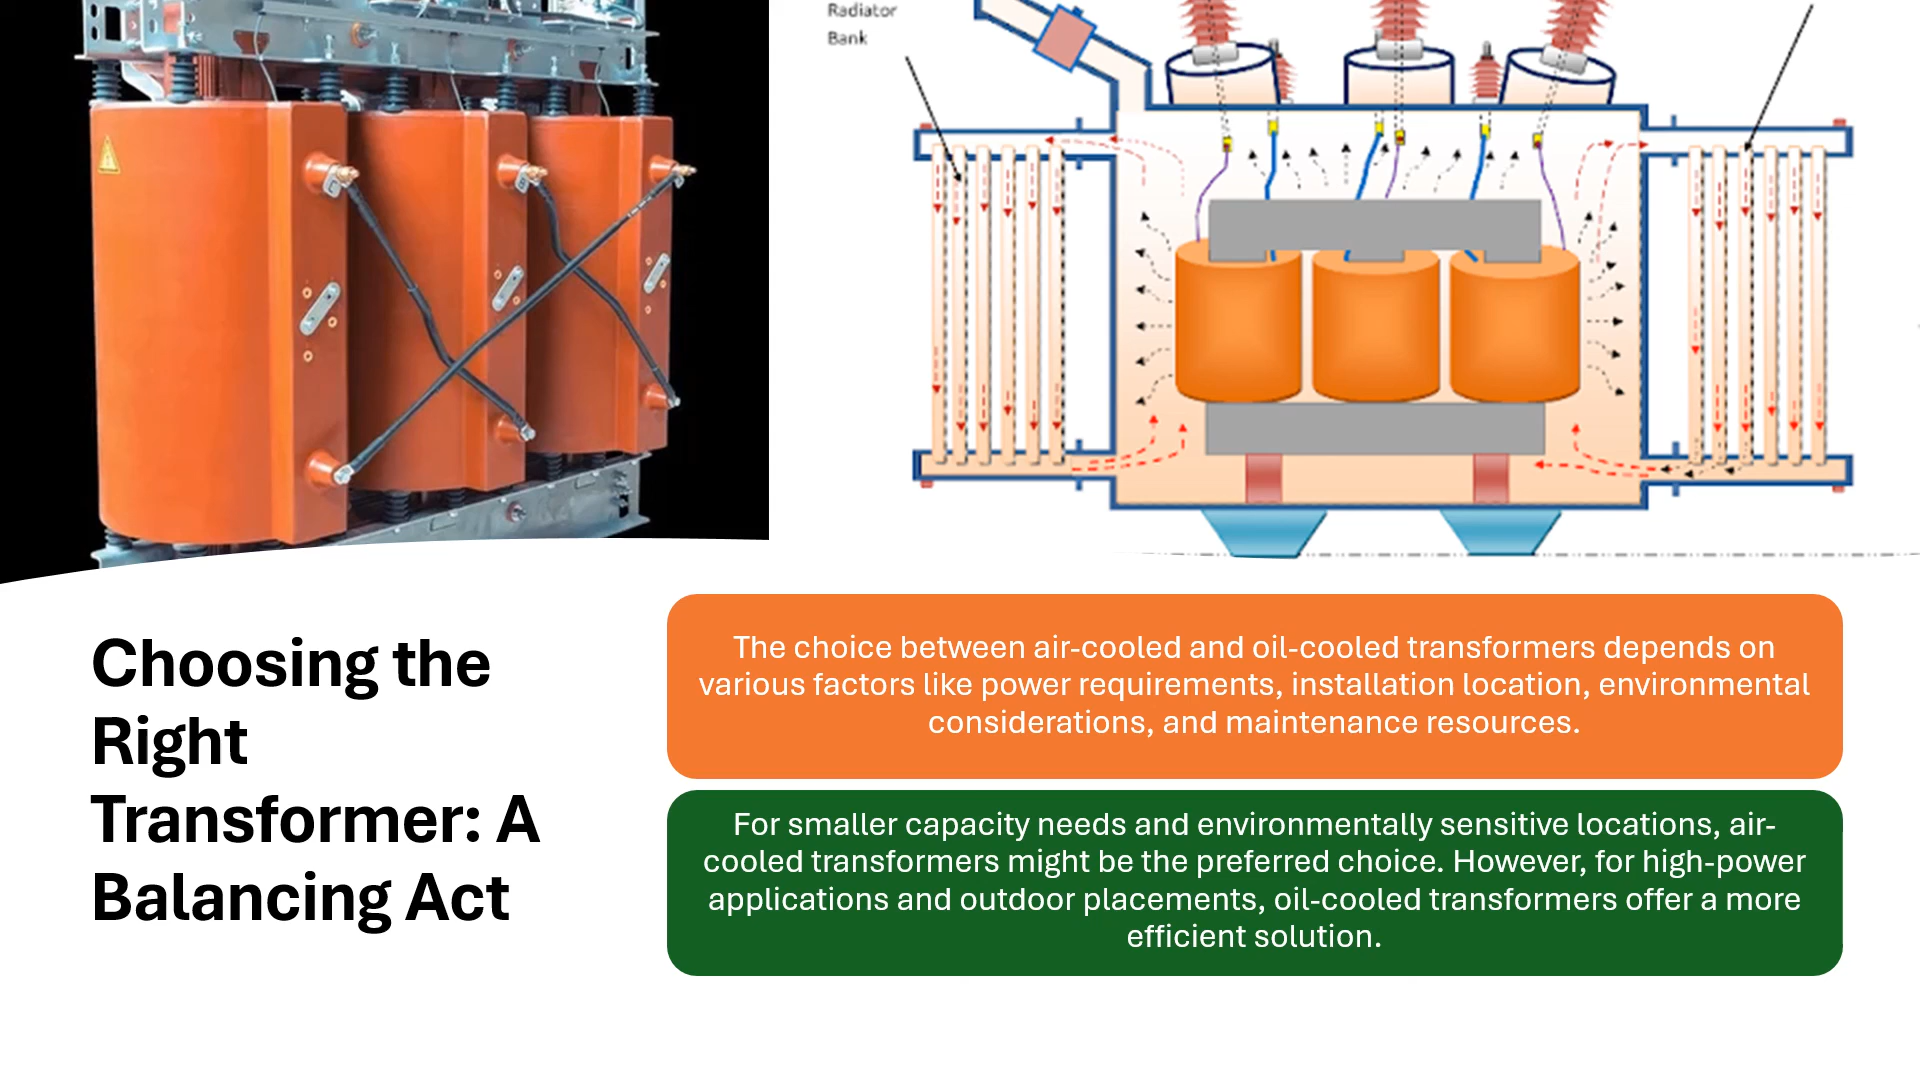 Radiator
Bank
Choosing the
Right
Transformer: A
Balancing Act
The choice between air-cooled and oil-cooled transformers depends on
various factors like power requirements, installation location, environmental
considerations, and maintenance resources.
For smaller capacity needs and environmentally sensitive locations, air-
cooled transformers might be the preferred choice. However, for high-power
applications and outdoor placements, oil-cooled transformers offer a more
efficient solution.